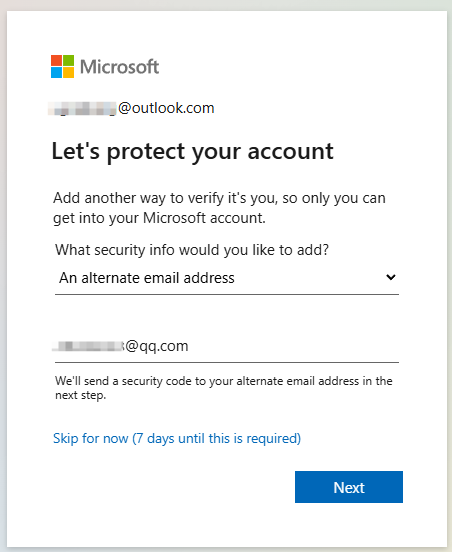 Microsoft
@outlook.com
Let's protect your account
Add another way to verify it's you, so only you can
get into your Microsoft account.
What security info would you like to add?
An alternate email address
@qq.com
We'll send a security code to your alternate email address in the
next step.
Skip for now (7 days until this is required)
Next